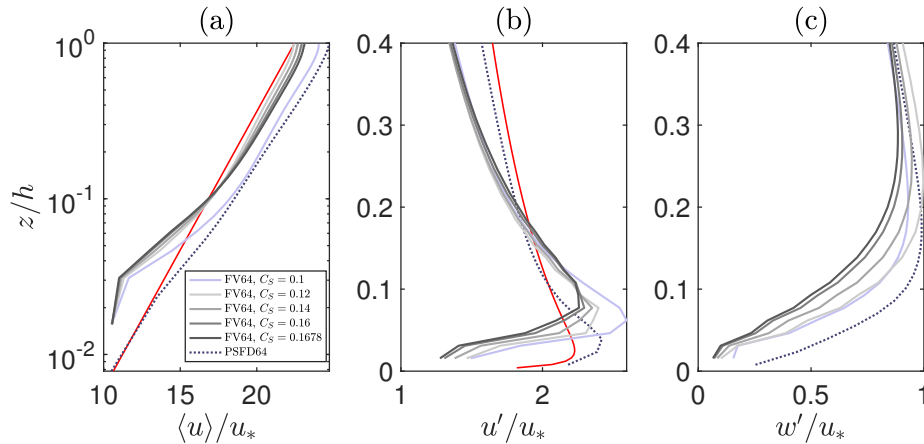 (a) (b) (c)
10^0
10^{-1}
10^{-2}
z/h
FV64, C_S = 0.1
FV64, C_S = 0.12
FV64, C_S = 0.14
FV64, C_S = 0.16
FV64, C_S = 0.1678
PSFD64
10 15 20
⟨u⟩/u_*
0.4
0.3
0.2
0.1
0
1 2
u′/u_*
0.4
0.3
0.2
0.1
0
0 0.5 1
w′/u_*